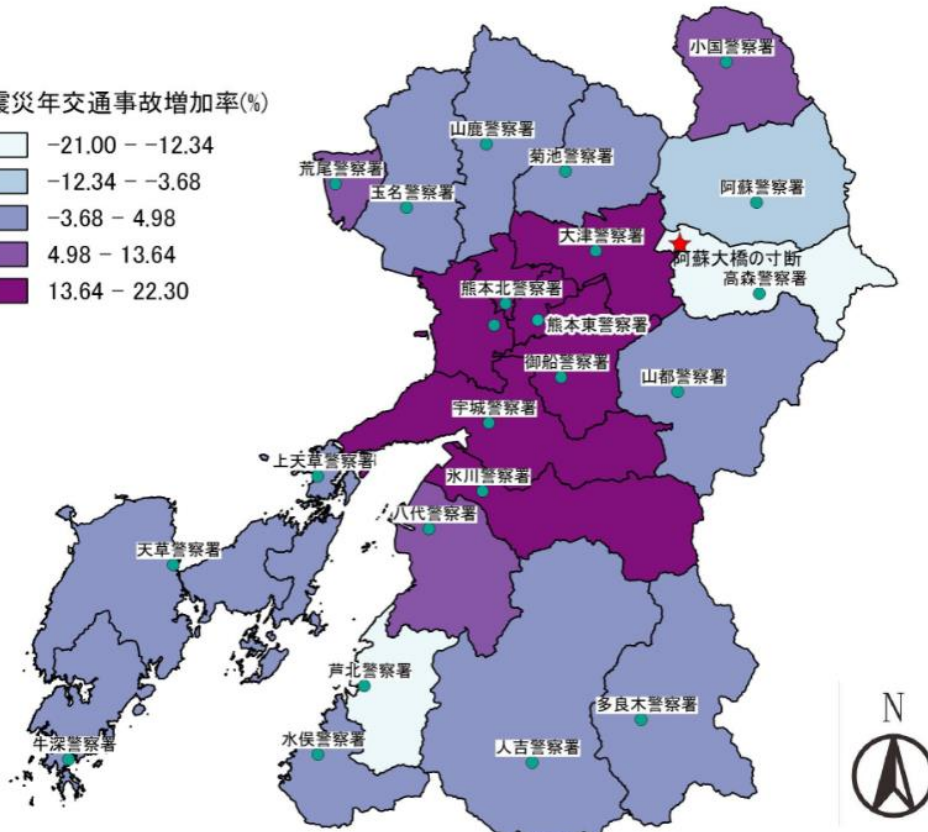 小国警察署
震災年交通事故増加率(%)
-21.00 - -12.34
-12.34 - -3.68
-3.68 - 4.98
4.98 - 13.64
13.64 - 22.30
山鹿警察署
菊池警察署
荒尾警察署
玉名警察署
阿蘇警察署
大津警察署
阿蘇大橋の寸断
高森警察署
熊本北警察署
熊本東警察署
御船警察署
山都警察署
宇城警察署
上天草警察署
氷川警察署
八代警察署
天草警察署
芦北警察署
多良木警察署
水俣警察署
人吉警察署
牛深警察署
N